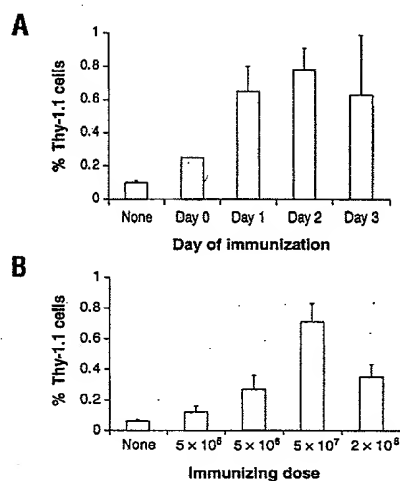 A
% Thy-1.1 cells
1
0.8
0.6
0.4
0.2
0
None Day 0 Day 1 Day 2 Day 3
Day of immunization
B
% Thy-1.1 cells
1
0.8
0.6
0.4
0.2
0
None 5 × 10⁵ 5 × 10⁶ 5 × 10⁷ 2 × 10⁸
Immunizing dose